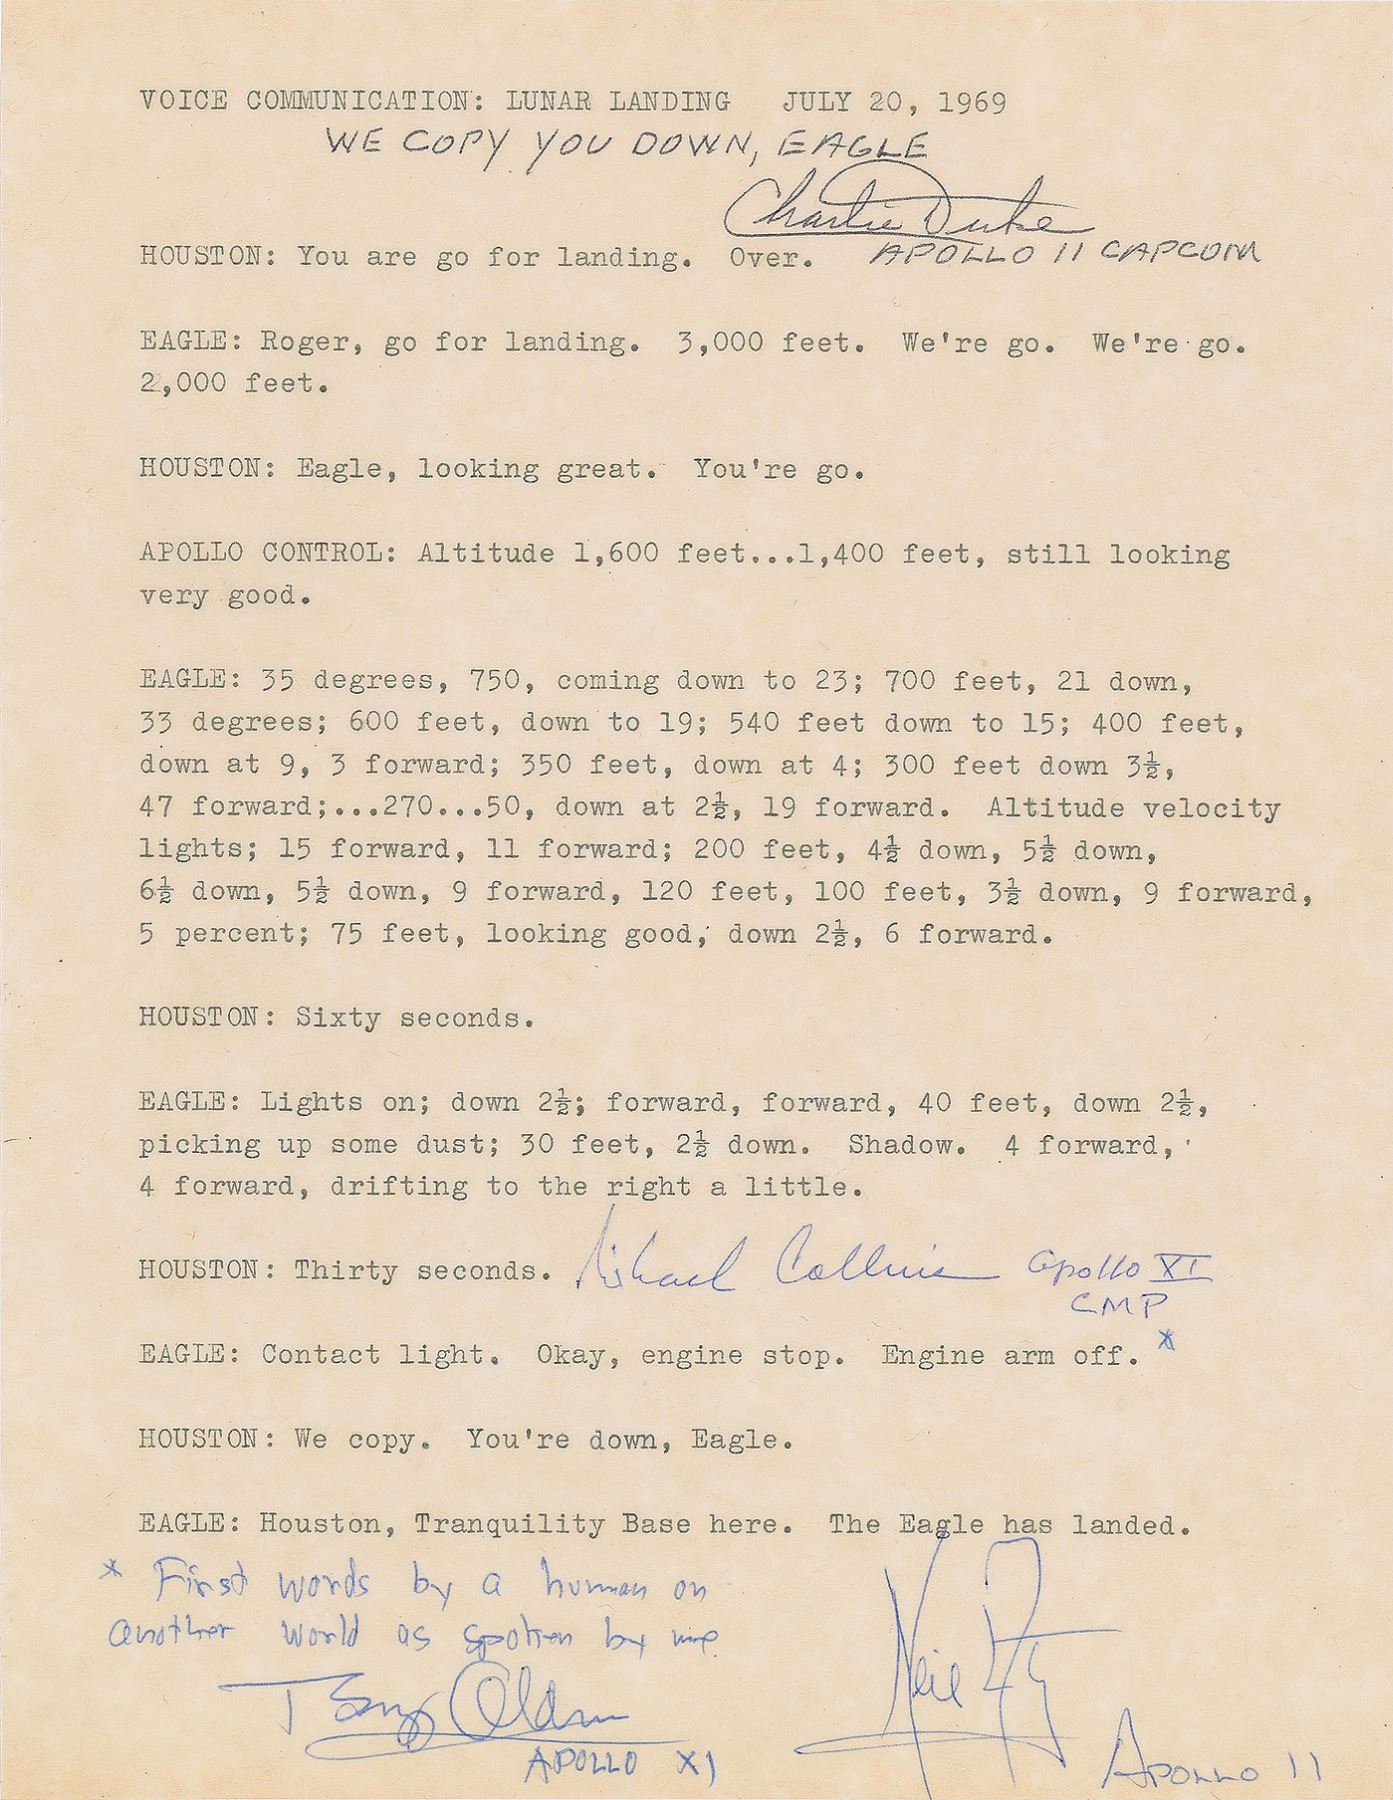 VOICE COMMUNICATION: LUNAR LANDING JULY 20, 1969
WE COPY YOU DOWN, EAGLE
Charlie Duke
HOUSTON: You are go for landing. Over. APOLLO 11 CAPCOM
EAGLE: Roger, go for landing. 3,000 feet. We're go. We're go.
2,000 feet.
HOUSTON: Eagle, looking great. You're go.
APOLLO CONTROL: Altitude 1,600 feet...1,400 feet, still looking
very good.
EAGLE: 35 degrees, 750, coming down to 23; 700 feet, 21 down,
33 degrees; 600 feet, down to 19; 540 feet down to 15; 400 feet,
down at 9, 3 forward; 350 feet, down at 4; 300 feet down 3½,
47 forward;...270...50, down at 2½, 19 forward. Altitude velocity
lights; 15 forward, 11 forward; 200 feet, 4½ down, 5½ down,
6½ down, 5½ down, 9 forward, 120 feet, 100 feet, 3½ down, 9 forward,
5 percent; 75 feet, looking good, down 2½, 6 forward.
HOUSTON: Sixty seconds.
EAGLE: Lights on; down 2½; forward, forward, 40 feet, down 2½,
picking up some dust; 30 feet, 2½ down. Shadow. 4 forward,
4 forward, drifting to the right a little.
HOUSTON: Thirty seconds. Michael Collins Apollo XI
CMP
EAGLE: Contact light. Okay, engine stop. Engine arm off. *
HOUSTON: We copy. You're down, Eagle.
EAGLE: Houston, Tranquility Base here. The Eagle has landed.
* First words by a human on
another world as spoken by me
Buzz Aldrin
APOLLO XI
Neil Armstrong
APOLLO 11